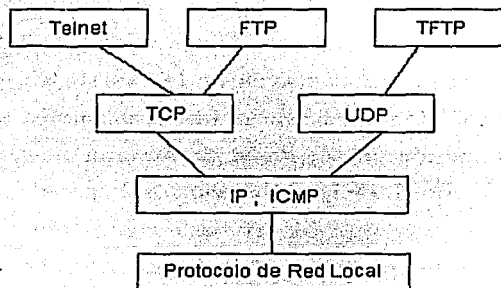 Telnet FTP TFTP
TCP UDP
IP, ICMP
Protocolo de Red Local